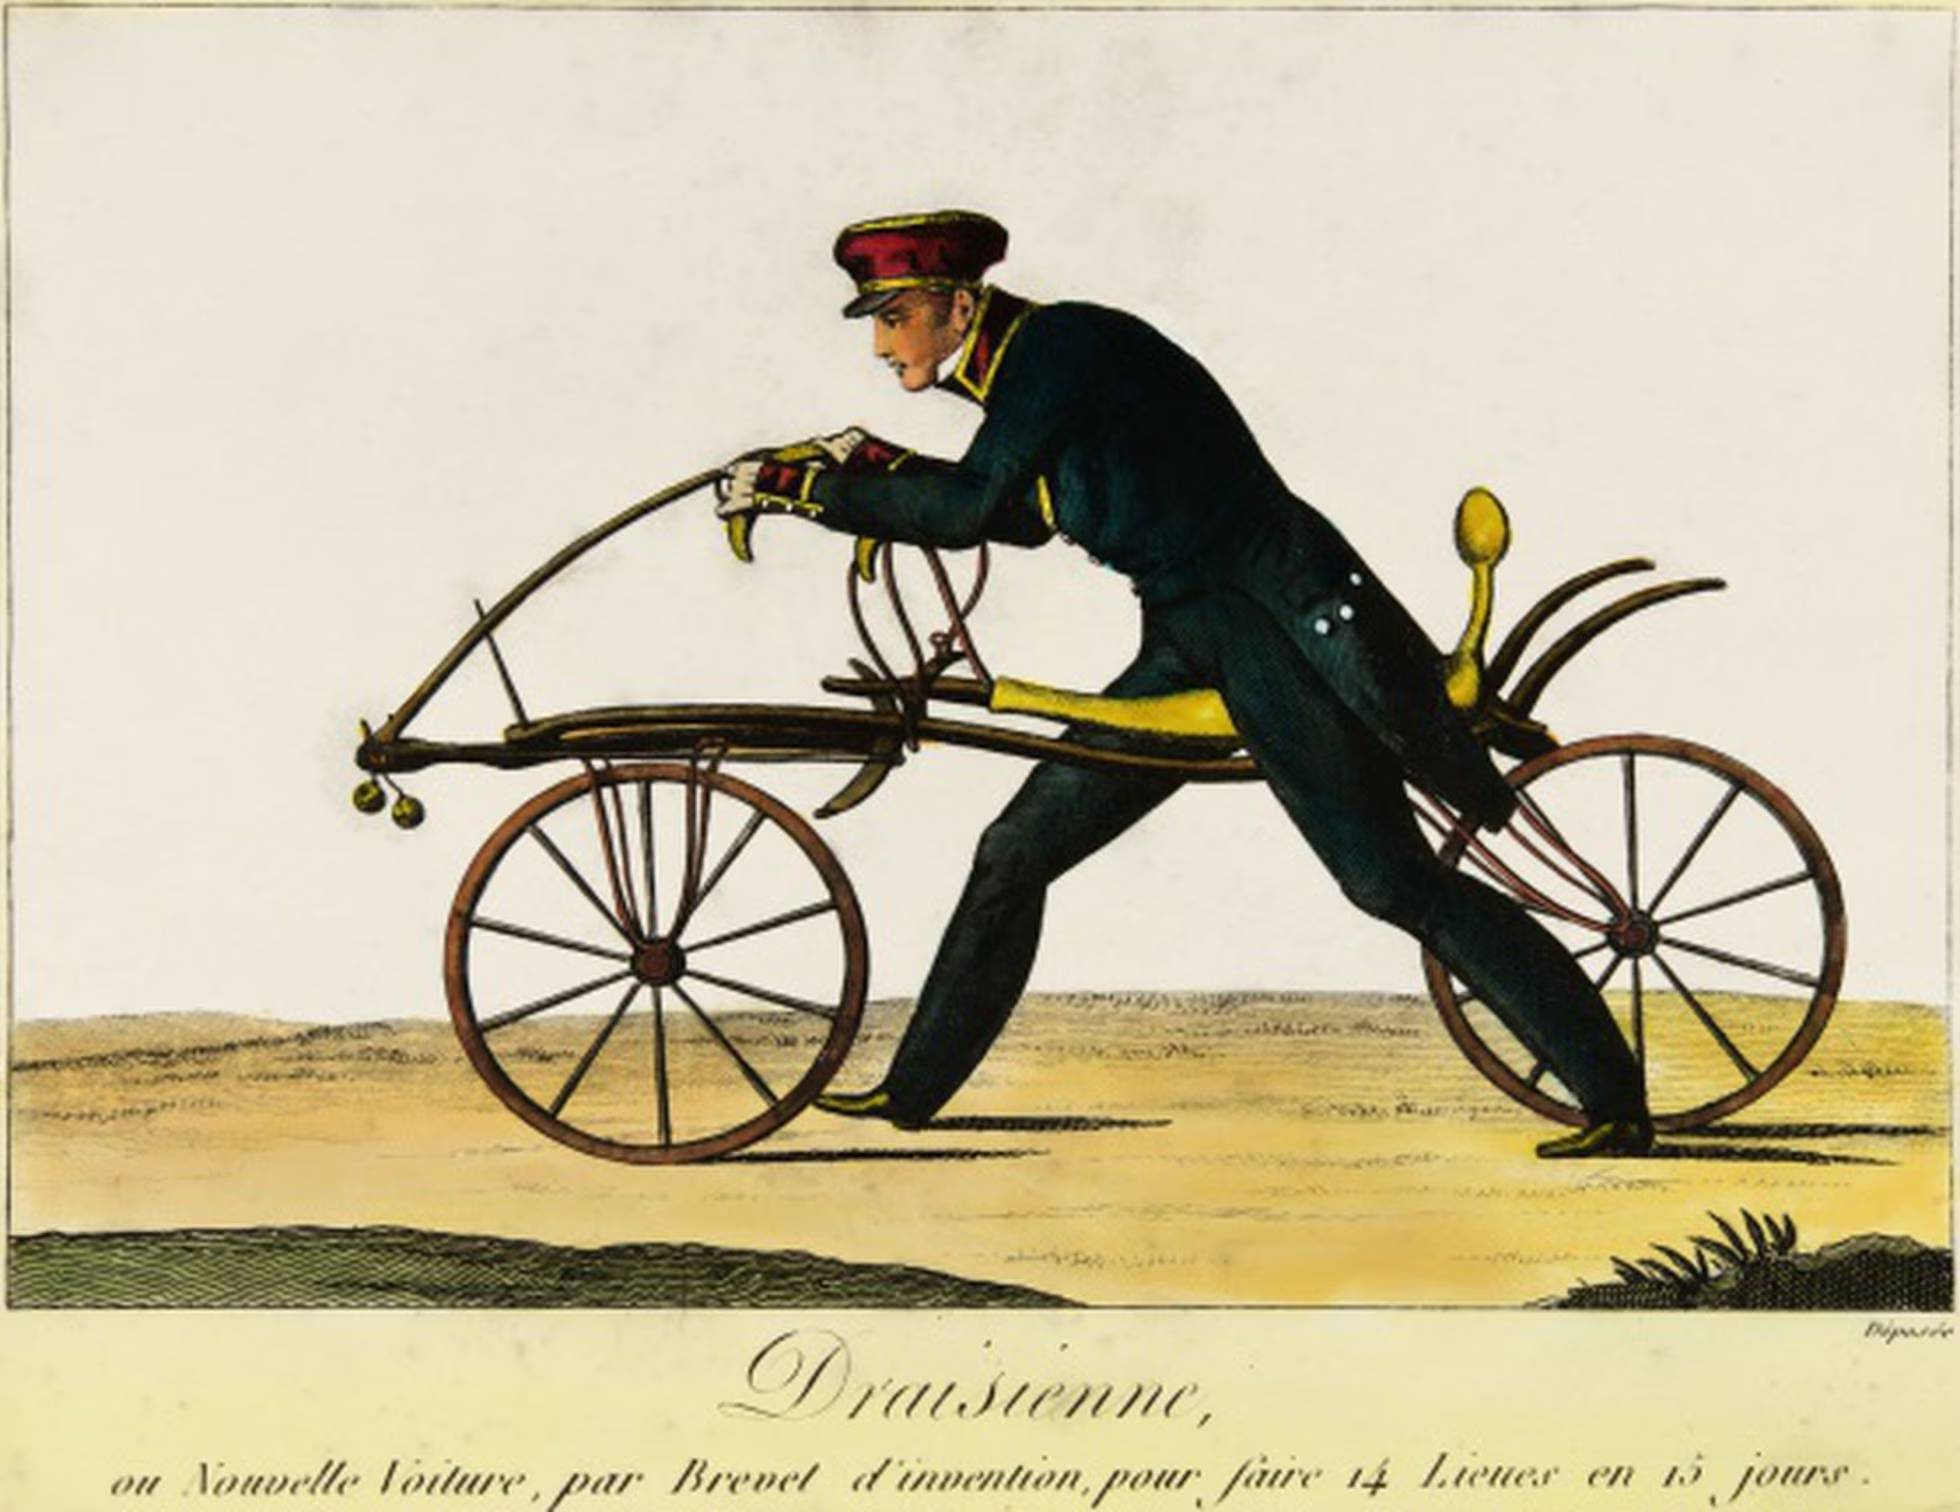 Déposée
Draisienne,
ou Nouvelle Voiture, par Brevet d'invention, pour faire 14 Lieues en 15 jours.